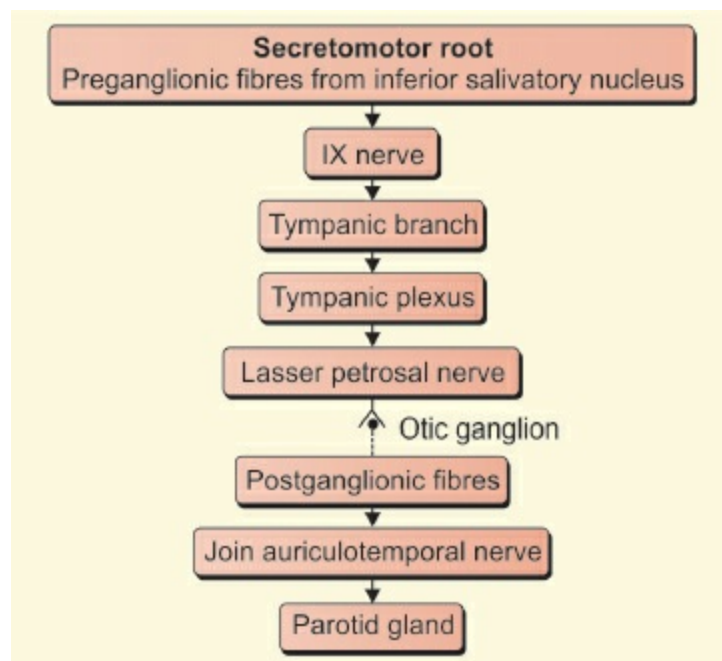 Secretomotor root
Preganglionic fibres from inferior salivatory nucleus
IX nerve
Tympanic branch
Tympanic plexus
Lasser petrosal nerve
Otic ganglion
Postganglionic fibres
Join auriculotemporal nerve
Parotid gland